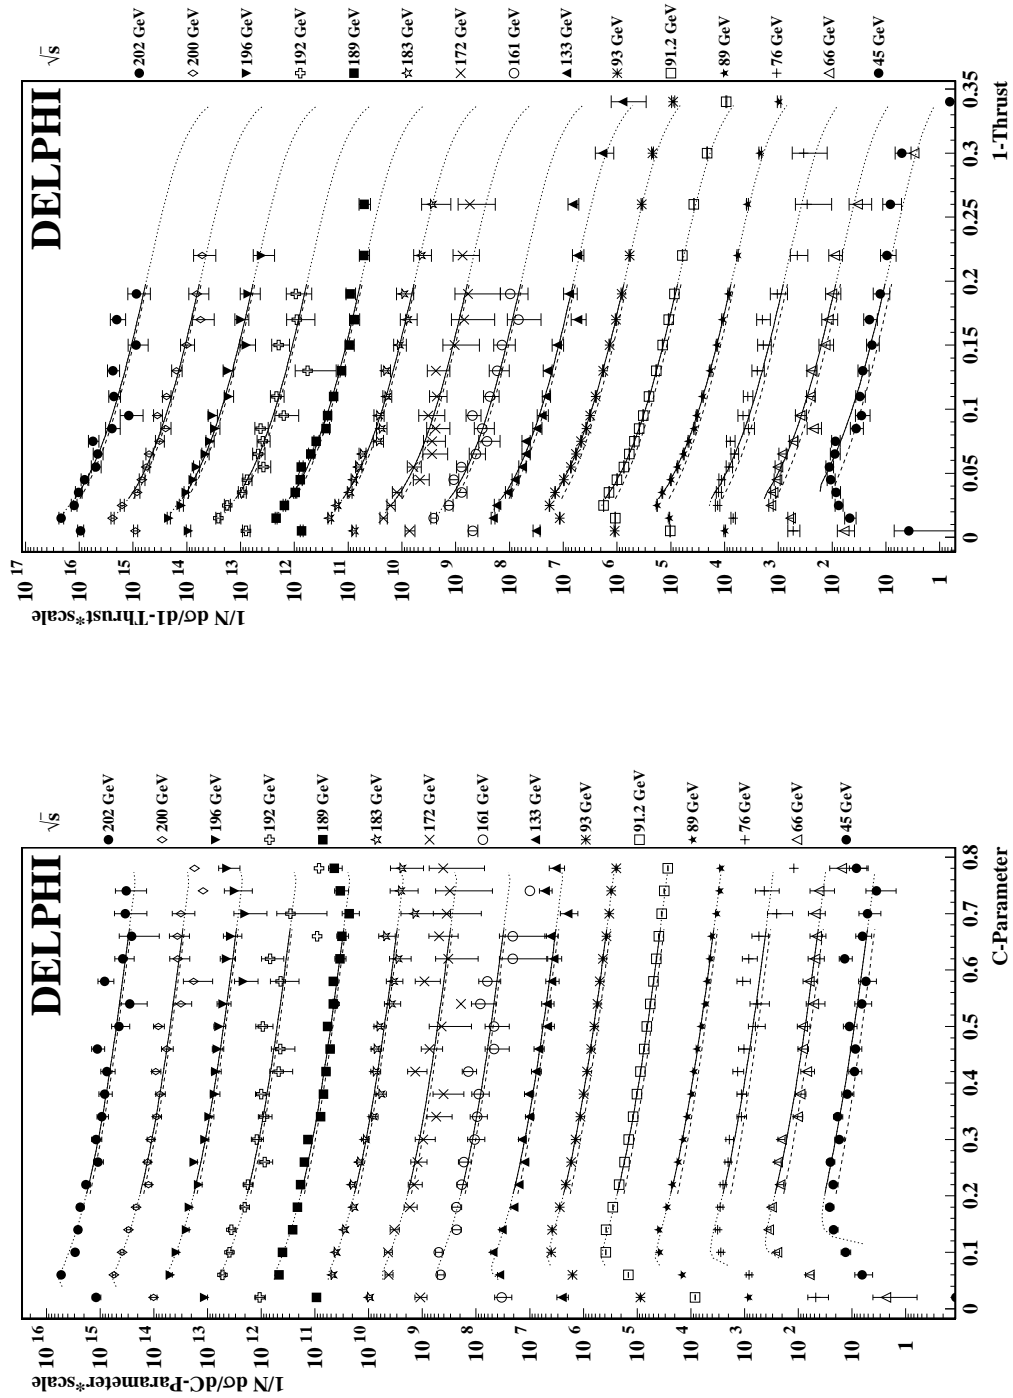 1/N dσ/dC-Parameter*scale
10 16
10 15
10 14
10 13
10 12
10 11
10 10
10 9
10 8
10 7
10 6
10 5
10 4
10 3
10 2
10
1
DELPHI
√s
202 GeV
200 GeV
196 GeV
192 GeV
189 GeV
183 GeV
172 GeV
161 GeV
133 GeV
93 GeV
91.2 GeV
89 GeV
76 GeV
66 GeV
45 GeV
0 0.1 0.2 0.3 0.4 0.5 0.6 0.7 0.8
C-Parameter
1/N dσ/d1-Thrust*scale
10 17
10 16
10 15
10 14
10 13
10 12
10 11
10 10
10 9
10 8
10 7
10 6
10 5
10 4
10 3
10 2
10
1
DELPHI
√s
202 GeV
200 GeV
196 GeV
192 GeV
189 GeV
183 GeV
172 GeV
161 GeV
133 GeV
93 GeV
91.2 GeV
89 GeV
76 GeV
66 GeV
45 GeV
0 0.05 0.1 0.15 0.2 0.25 0.3 0.35
1-Thrust